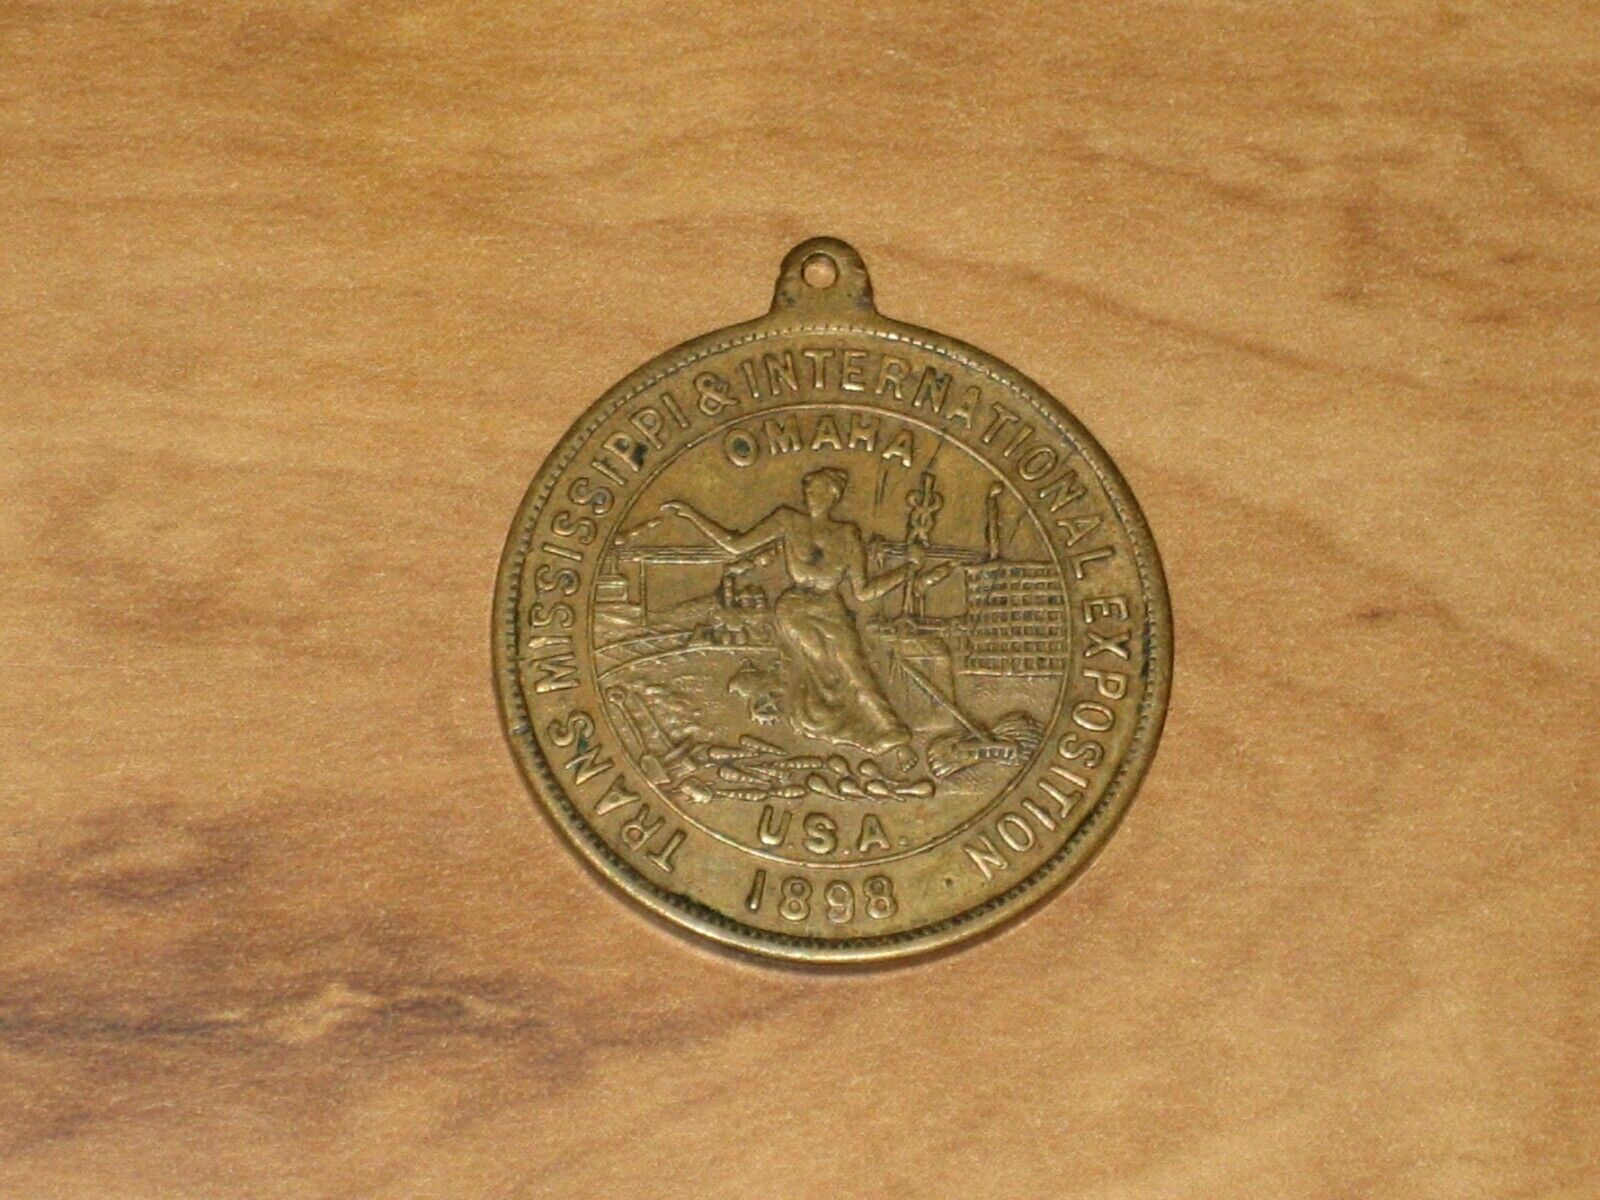 TRANS MISSISSIPPI & INTERNATIONAL EXPOSITION
OMAHA
U.S.A.
1898